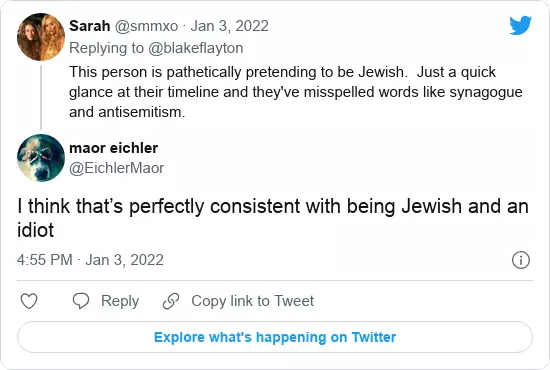 Sarah @smmxo · Jan 3, 2022
Replying to @blakeflayton
This person is pathetically pretending to be Jewish.  Just a quick
glance at their timeline and they've misspelled words like synagogue
and antisemitism.
maor eichler
@EichlerMaor
I think that’s perfectly consistent with being Jewish and an
idiot
4:55 PM · Jan 3, 2022
Reply
Copy link to Tweet
Explore what's happening on Twitter